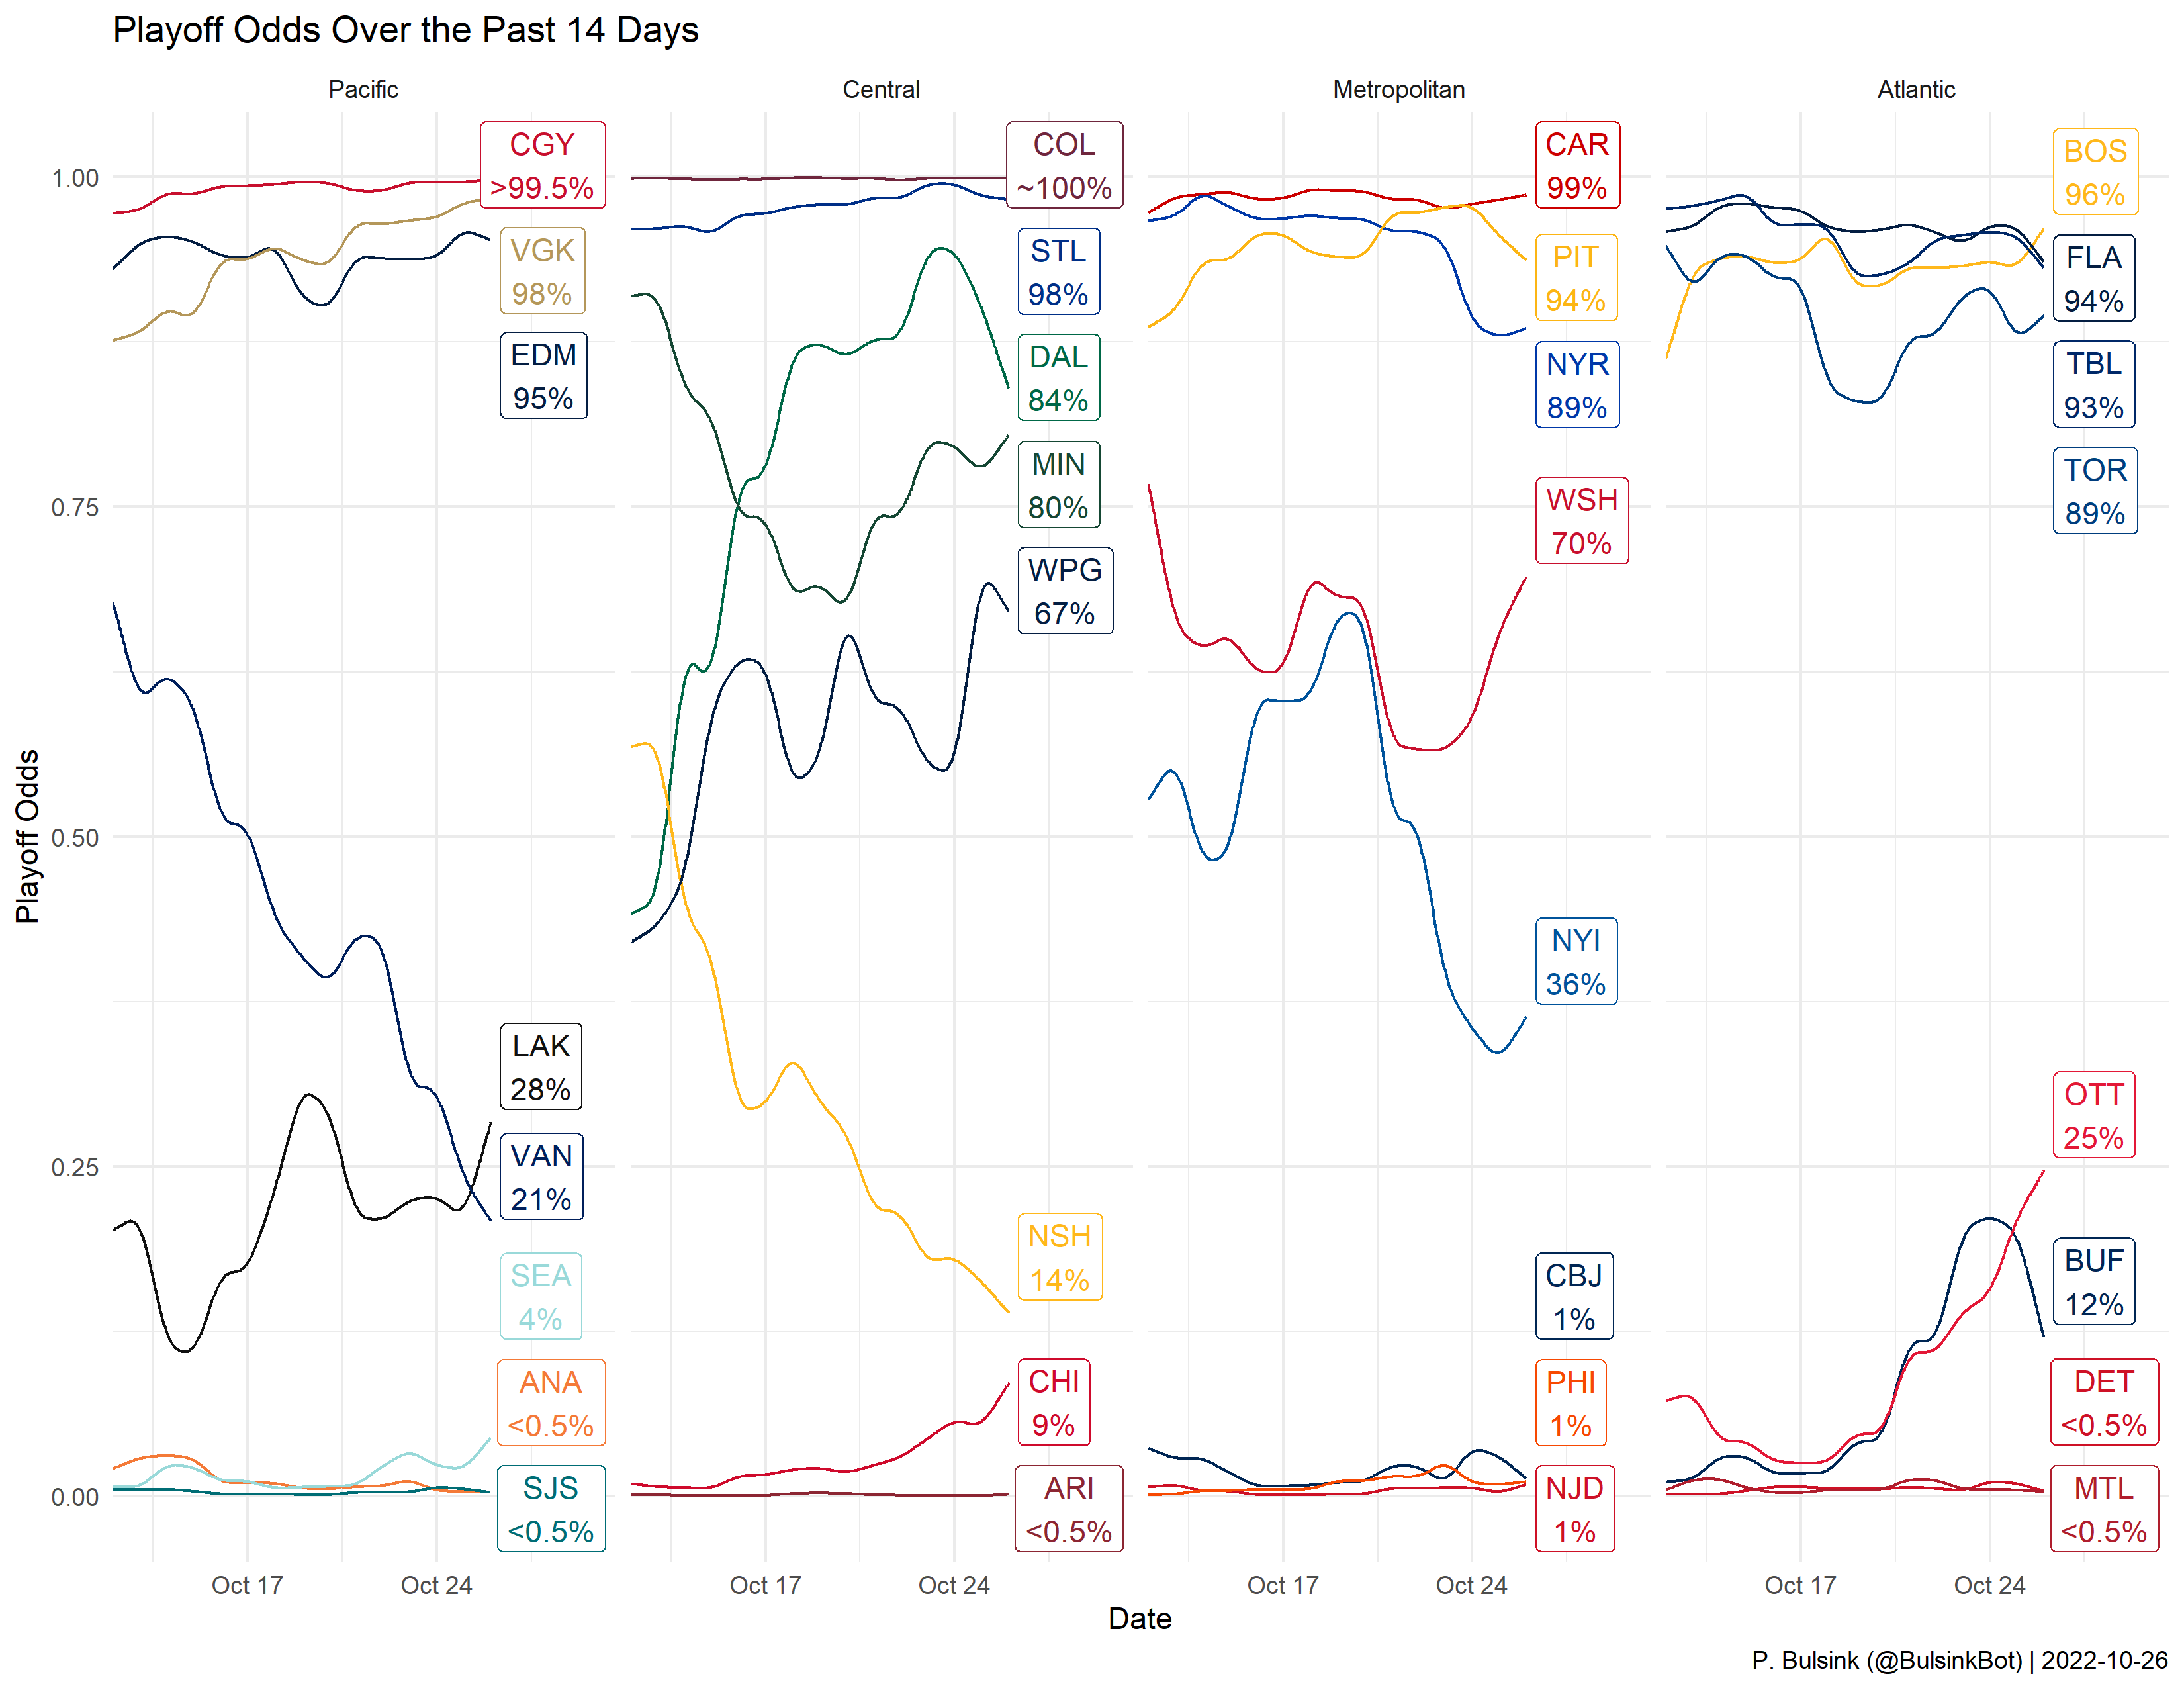 Playoff Odds Over the Past 14 Days
Pacific
Central
Metropolitan
Atlantic
Playoff Odds
1.00
0.75
0.50
0.25
0.00
CGY
>99.5%
VGK
98%
EDM
95%
LAK
28%
VAN
21%
SEA
4%
ANA
<0.5%
SJS
<0.5%
COL
~100%
STL
98%
DAL
84%
MIN
80%
WPG
67%
NSH
14%
CHI
9%
ARI
<0.5%
CAR
99%
PIT
94%
NYR
89%
WSH
70%
NYI
36%
CBJ
1%
PHI
1%
NJD
1%
BOS
96%
FLA
94%
TBL
93%
TOR
89%
OTT
25%
BUF
12%
DET
<0.5%
MTL
<0.5%
Oct 17
Oct 24
Oct 17
Oct 24
Oct 17
Oct 24
Oct 17
Oct 24
Date
P. Bulsink (@BulsinkBot) | 2022-10-26